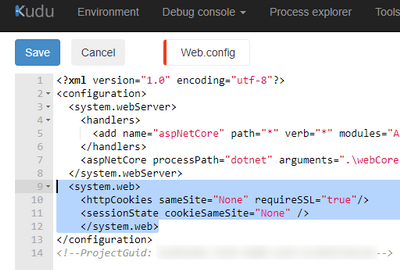 Kudu Environment Debug console Process explorer Tools
Save Cancel Web.config
1 <?xml version="1.0" encoding="utf-8"?>
2 <configuration>
3 <system.webServer>
4 <handlers>
5 <add name="aspNetCore" path="*" verb="*" modules="A
6 </handlers>
7 <aspNetCore processPath="dotnet" arguments=".\webCore
8 </system.webServer>
9 <system.web>
10 <httpCookies sameSite="None" requireSSL="true"/>
11 <sessionState cookieSameSite="None" />
12 </system.web>
13 </configuration>
14 <!--ProjectGuid: -->